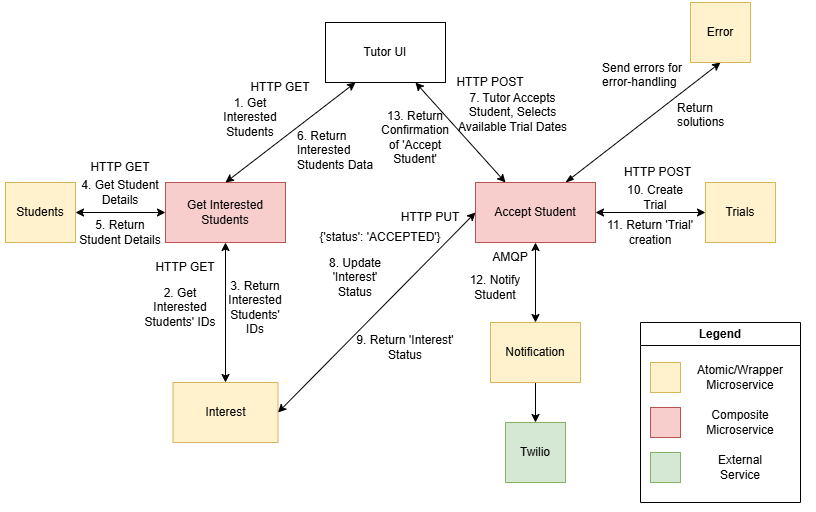 Tutor UI
Error
HTTP GET
1. Get
Interested
Students
6. Return
Interested
Students Data
13. Return
Confirmation
of 'Accept
Student'
HTTP POST
7. Tutor Accepts
Student, Selects
Available Trial Dates
Send errors for
error-handling
Return
solutions
Students
HTTP GET
4. Get Student
Details
5. Return
Student Details
Get Interested
Students
Accept Student
HTTP POST
10. Create
Trial
11. Return 'Trial'
creation
Trials
HTTP GET
2. Get
Interested
Students' IDs
3. Return
Interested
Students'
IDs
HTTP PUT
{'status': 'ACCEPTED'}
8. Update
'Interest'
Status
9. Return 'Interest'
Status
AMQP
12. Notify
Student
Interest
Notification
Twilio
Legend
Atomic/Wrapper
Microservice
Composite
Microservice
External
Service